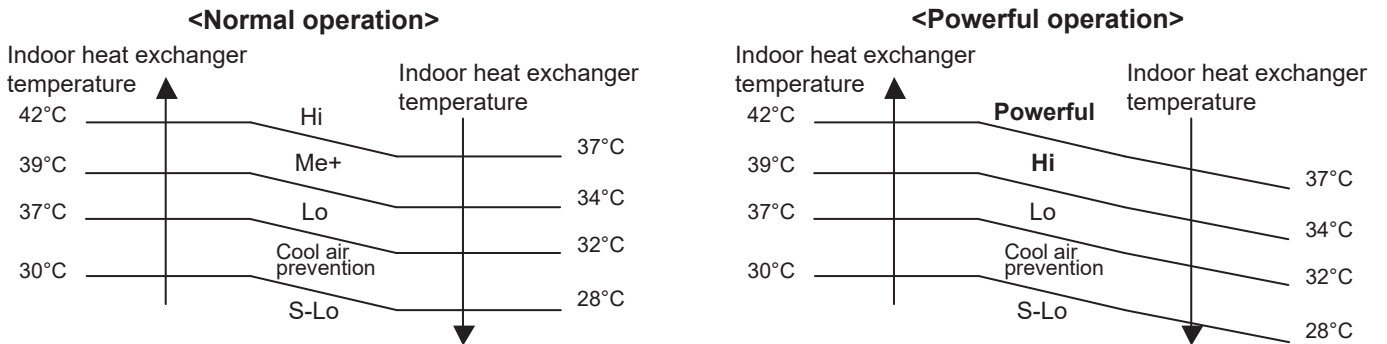 <Normal operation>
Indoor heat exchanger
temperature
Indoor heat exchanger
temperature
42°C
Hi
37°C
39°C
Me+
34°C
37°C
Lo
32°C
Cool air
prevention
30°C
28°C
S-Lo
<Powerful operation>
Indoor heat exchanger
temperature
Indoor heat exchanger
temperature
42°C
Powerful
37°C
39°C
Hi
34°C
37°C
Lo
32°C
Cool air
prevention
30°C
S-Lo
28°C